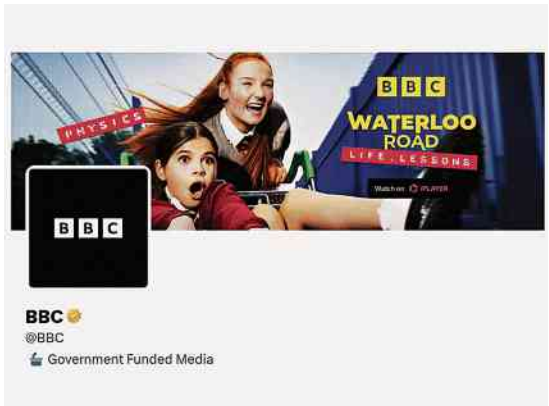 PHYSICS
BBC
WATERLOO
ROAD
LIFE.LESSONS
Watch on iPLAYER
BBC
BBC
@BBC
Government Funded Media